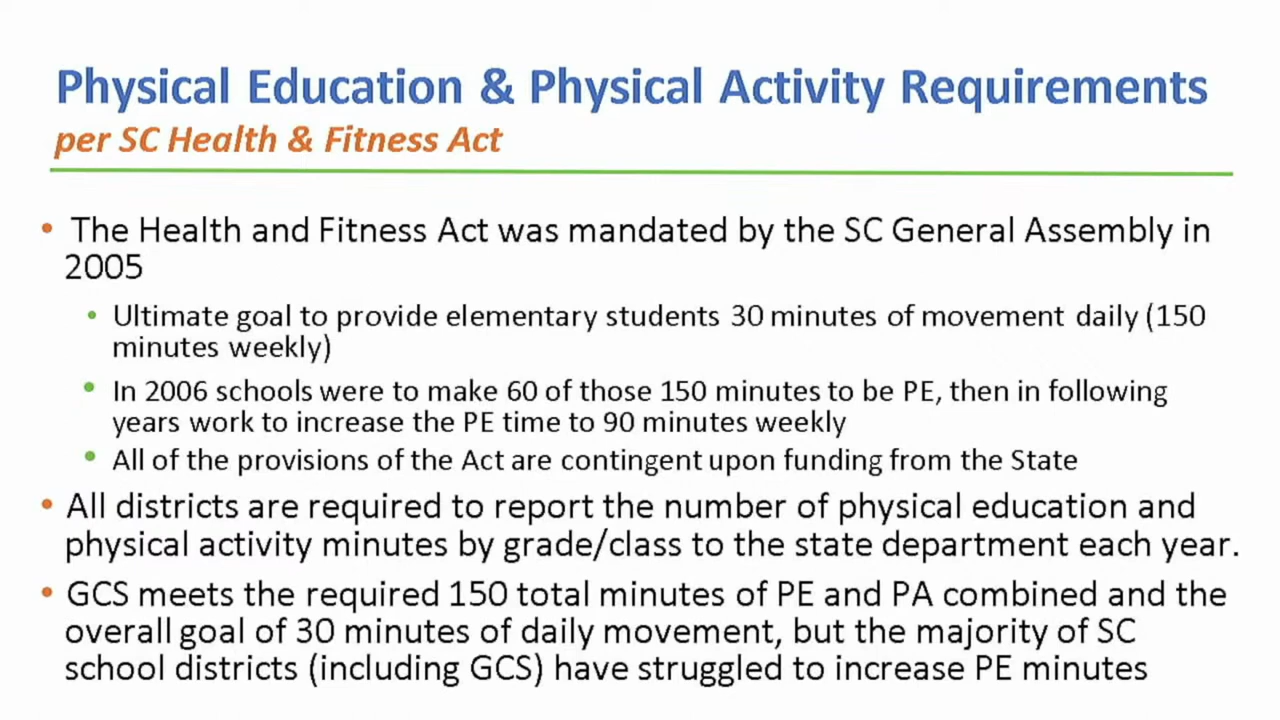 Physical Education & Physical Activity Requirements
per SC Health & Fitness Act
• The Health and Fitness Act was mandated by the SC General Assembly in
2005
• Ultimate goal to provide elementary students 30 minutes of movement daily (150
minutes weekly)
• In 2006 schools were to make 60 of those 150 minutes to be PE, then in following
years work to increase the PE time to 90 minutes weekly
• All of the provisions of the Act are contingent upon funding from the State
• All districts are required to report the number of physical education and
physical activity minutes by grade/class to the state department each year.
• GCS meets the required 150 total minutes of PE and PA combined and the
overall goal of 30 minutes of daily movement, but the majority of SC
school districts (including GCS) have struggled to increase PE minutes